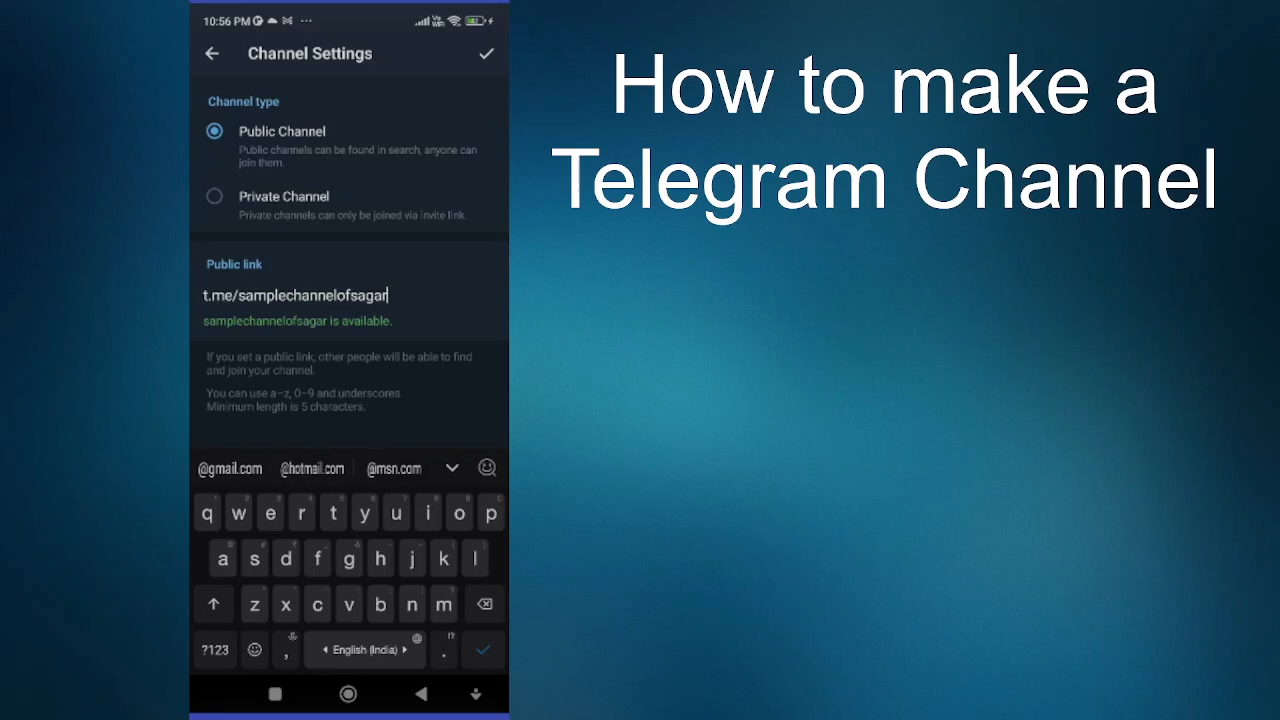 10:56 PM
Channel Settings
Channel type
Public Channel
Public channels can be found in search, anyone can
join them.
Private Channel
Private channels can only be joined via invite link.
Public link
t.me/samplechannelofsagar
samplechannelofsagar is available.
If you set a public link, other people will be able to find
and join your channel.
You can use a–z, 0–9 and underscores.
Minimum length is 5 characters.
@gmail.com @hotmail.com @msn.com
q w e r t y u i o p
a s d f g h j k l
z x c v b n m
?123 , English (India) .
How to make a
Telegram Channel